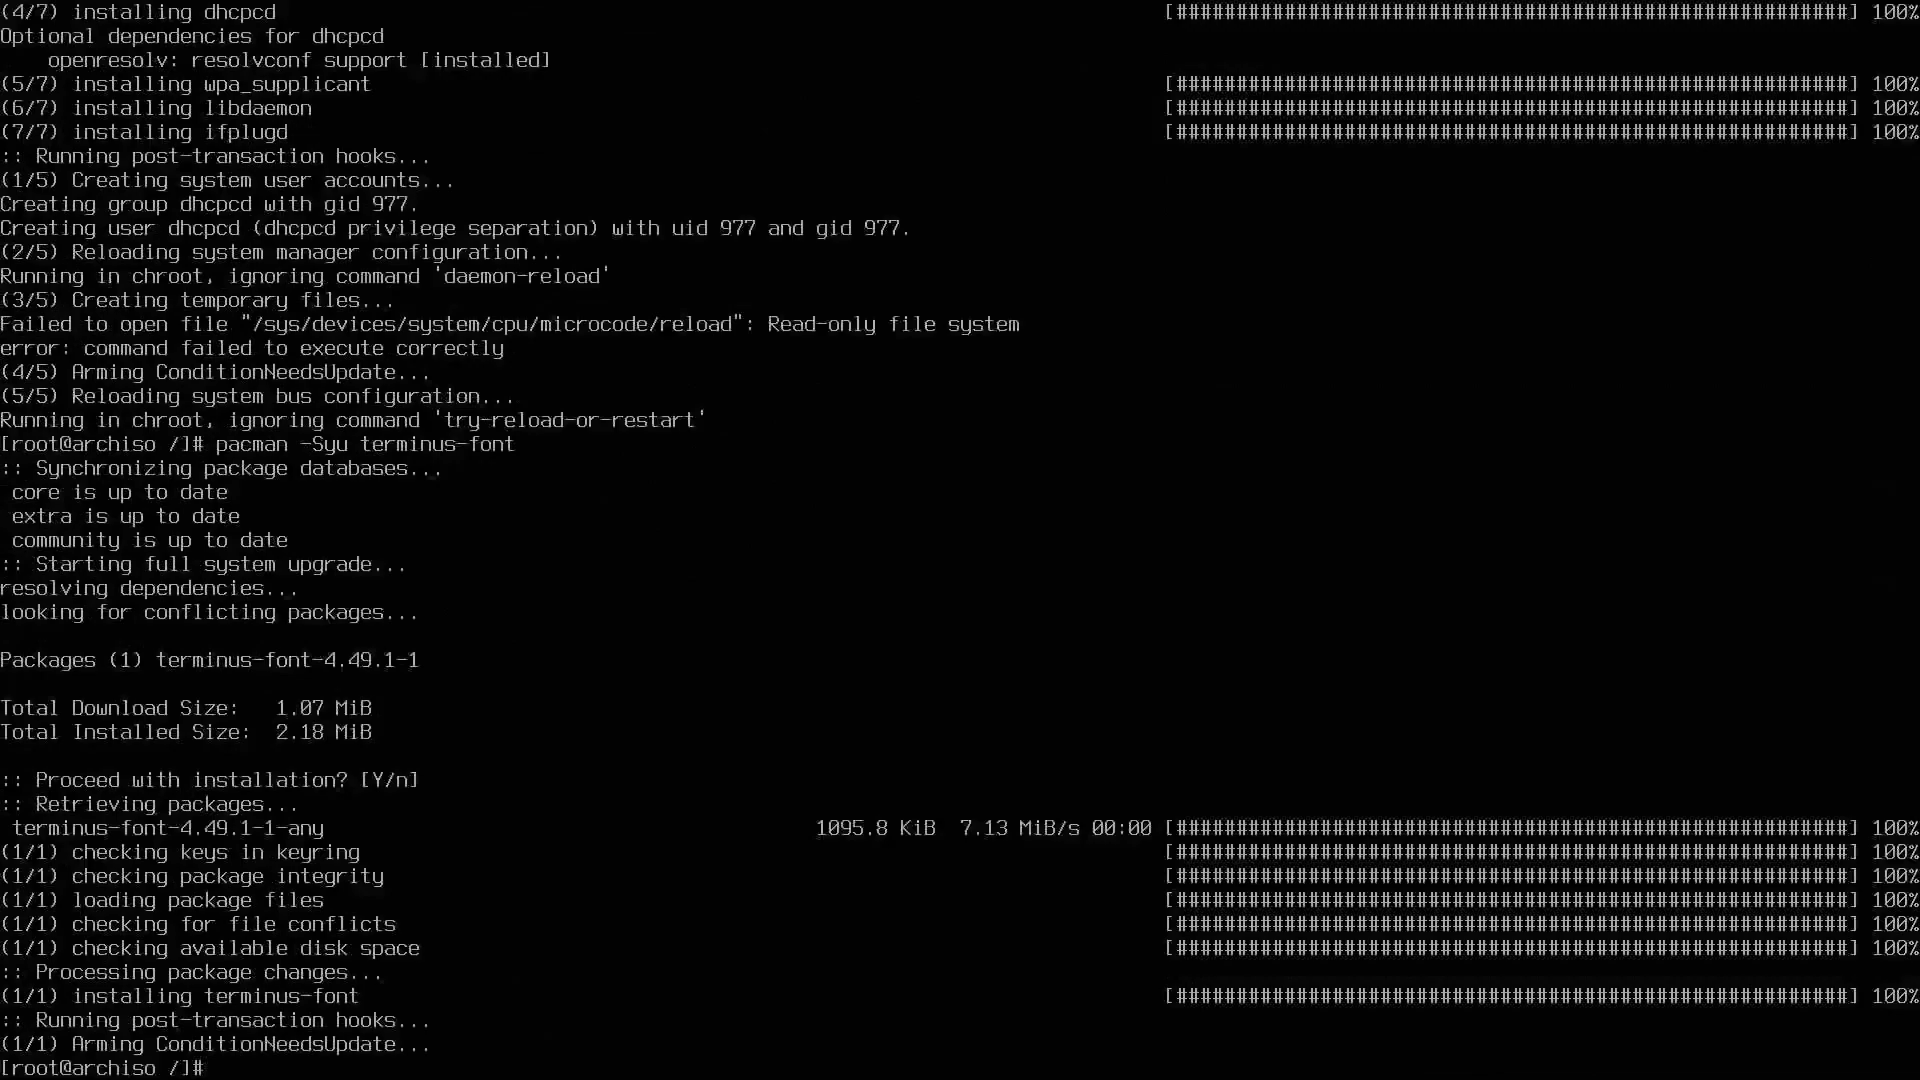 (4/7) installing dhcpcd [########################################################] 100%
Optional dependencies for dhcpcd
    openresolv: resolvconf support [installed]
(5/7) installing wpa_supplicant [########################################################] 100%
(6/7) installing libdaemon [########################################################] 100%
(7/7) installing ifplugd [########################################################] 100%
:: Running post-transaction hooks...
(1/5) Creating system user accounts...
Creating group dhcpcd with gid 977.
Creating user dhcpcd (dhcpcd privilege separation) with uid 977 and gid 977.
(2/5) Reloading system manager configuration...
Running in chroot, ignoring command 'daemon-reload'
(3/5) Creating temporary files...
Failed to open file "/sys/devices/system/cpu/microcode/reload": Read-only file system
error: command failed to execute correctly
(4/5) Arming ConditionNeedsUpdate...
(5/5) Reloading system bus configuration...
Running in chroot, ignoring command 'try-reload-or-restart'
[root@archiso /]# pacman -Syu terminus-font
:: Synchronizing package databases...
 core is up to date
 extra is up to date
 community is up to date
:: Starting full system upgrade...
resolving dependencies...
looking for conflicting packages...

Packages (1) terminus-font-4.49.1-1

Total Download Size:   1.07 MiB
Total Installed Size:  2.18 MiB

:: Proceed with installation? [Y/n]
:: Retrieving packages...
 terminus-font-4.49.1-1-any 1095.8 KiB  7.13 MiB/s 00:00 [########################################################] 100%
(1/1) checking keys in keyring [########################################################] 100%
(1/1) checking package integrity [########################################################] 100%
(1/1) loading package files [########################################################] 100%
(1/1) checking for file conflicts [########################################################] 100%
(1/1) checking available disk space [########################################################] 100%
:: Processing package changes...
(1/1) installing terminus-font [########################################################] 100%
:: Running post-transaction hooks...
(1/1) Arming ConditionNeedsUpdate...
[root@archiso /]#